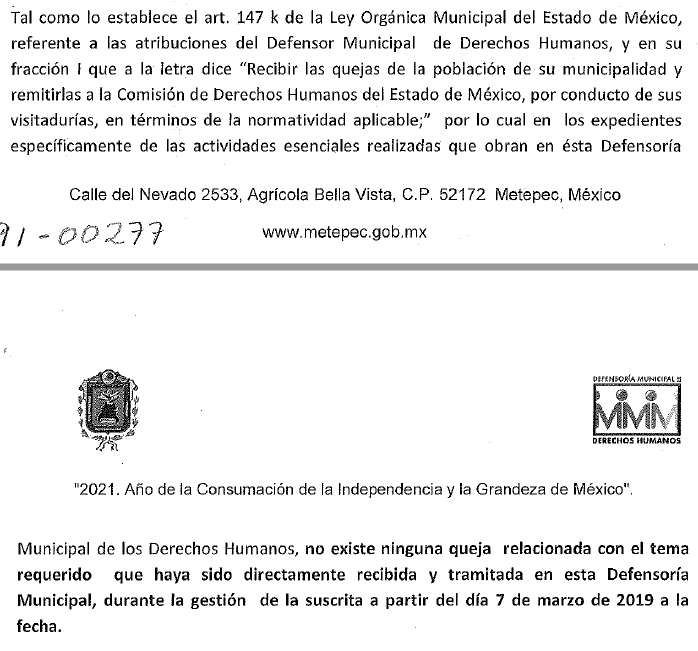 Tal como lo establece el art. 147 k de la Ley Orgánica Municipal del Estado de México,
referente a las atribuciones del Defensor Municipal de Derechos Humanos, y en su
fracción I que a la letra dice “Recibir las quejas de la población de su municipalidad y
remitirlas a la Comisión de Derechos Humanos del Estado de México, por conducto de sus
visitadurías, en términos de la normatividad aplicable;” por lo cual en los expedientes
específicamente de las actividades esenciales realizadas que obran en ésta Defensoría
Calle del Nevado 2533, Agrícola Bella Vista, C.P. 52172 Metepec, México
91-00277
www.metepec.gob.mx
DEFENSORÍA MUNICIPAL
DERECHOS HUMANOS
"2021. Año de la Consumación de la Independencia y la Grandeza de México".
Municipal de los Derechos Humanos, no existe ninguna queja relacionada con el tema
requerido que haya sido directamente recibida y tramitada en esta Defensoría
Municipal, durante la gestión de la suscrita a partir del día 7 de marzo de 2019 a la
fecha.